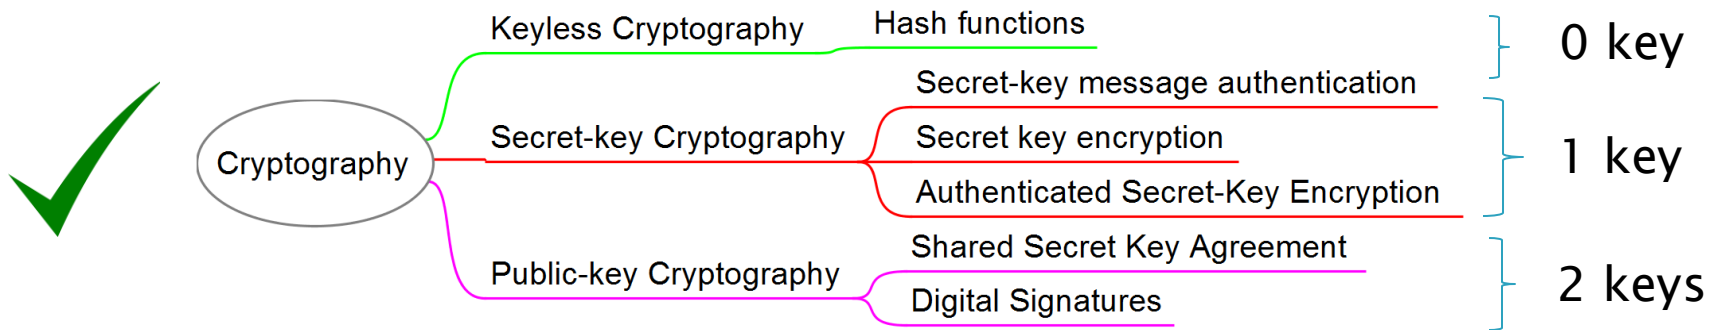 Cryptography
Keyless Cryptography
Hash functions
0 key
Secret-key Cryptography
Secret-key message authentication
Secret key encryption
Authenticated Secret-Key Encryption
1 key
Public-key Cryptography
Shared Secret Key Agreement
Digital Signatures
2 keys